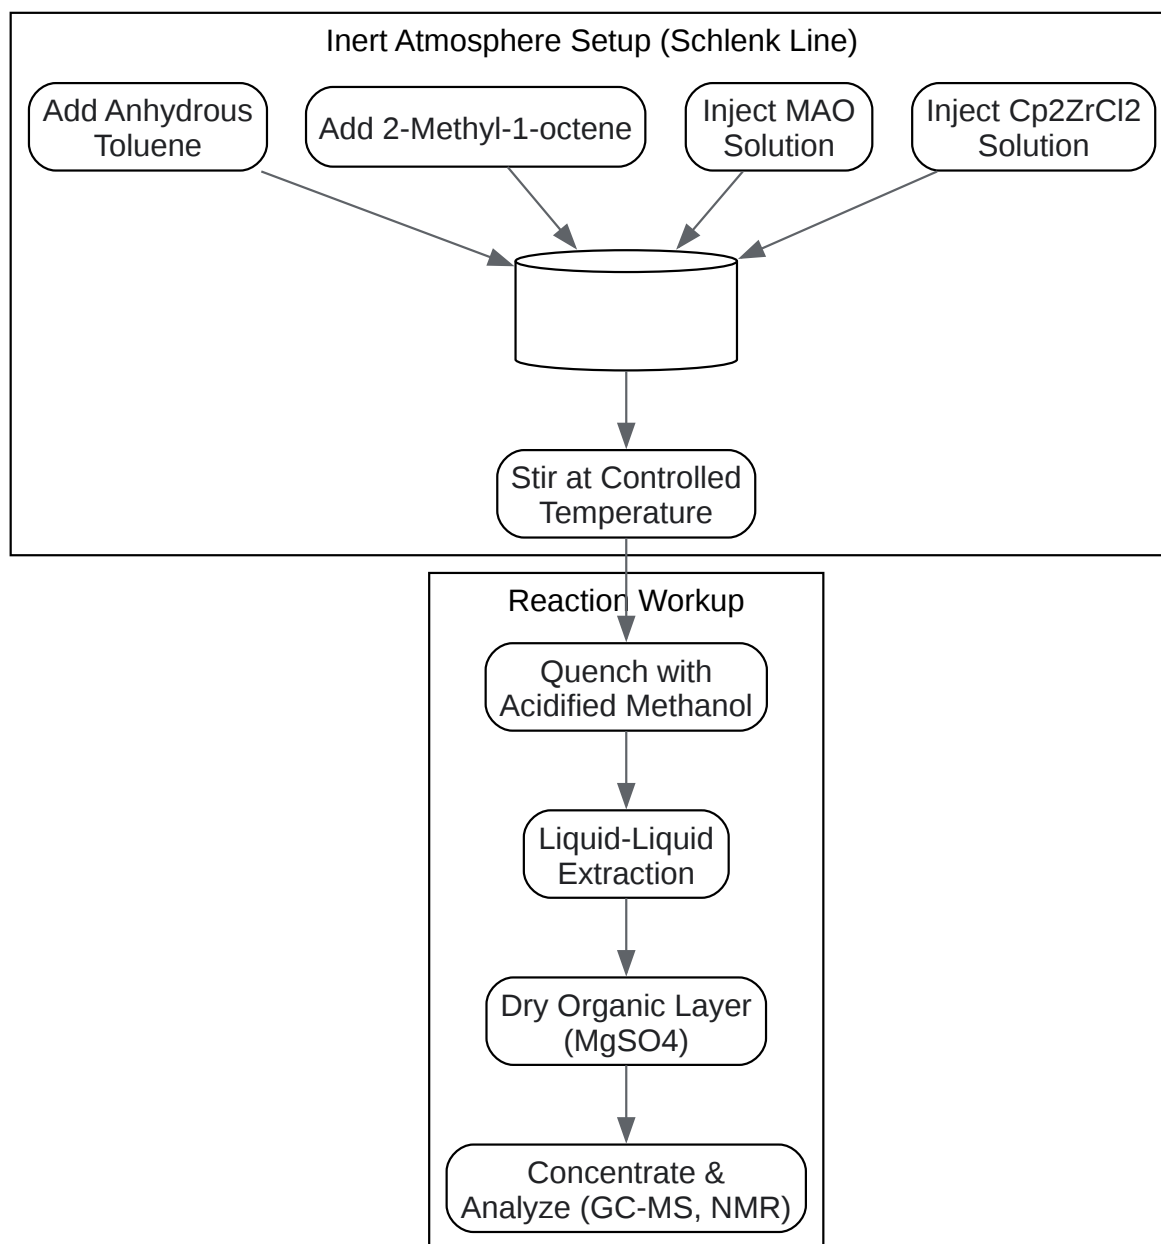 Inert Atmosphere Setup (Schlenk Line)
Add Anhydrous
Toluene
Add 2-Methyl-1-octene
Inject MAO
Solution
Inject Cp2ZrCl2
Solution
Stir at Controlled
Temperature
Reaction Workup
Quench with
Acidified Methanol
Liquid-Liquid
Extraction
Dry Organic Layer
(MgSO4)
Concentrate &
Analyze (GC-MS, NMR)